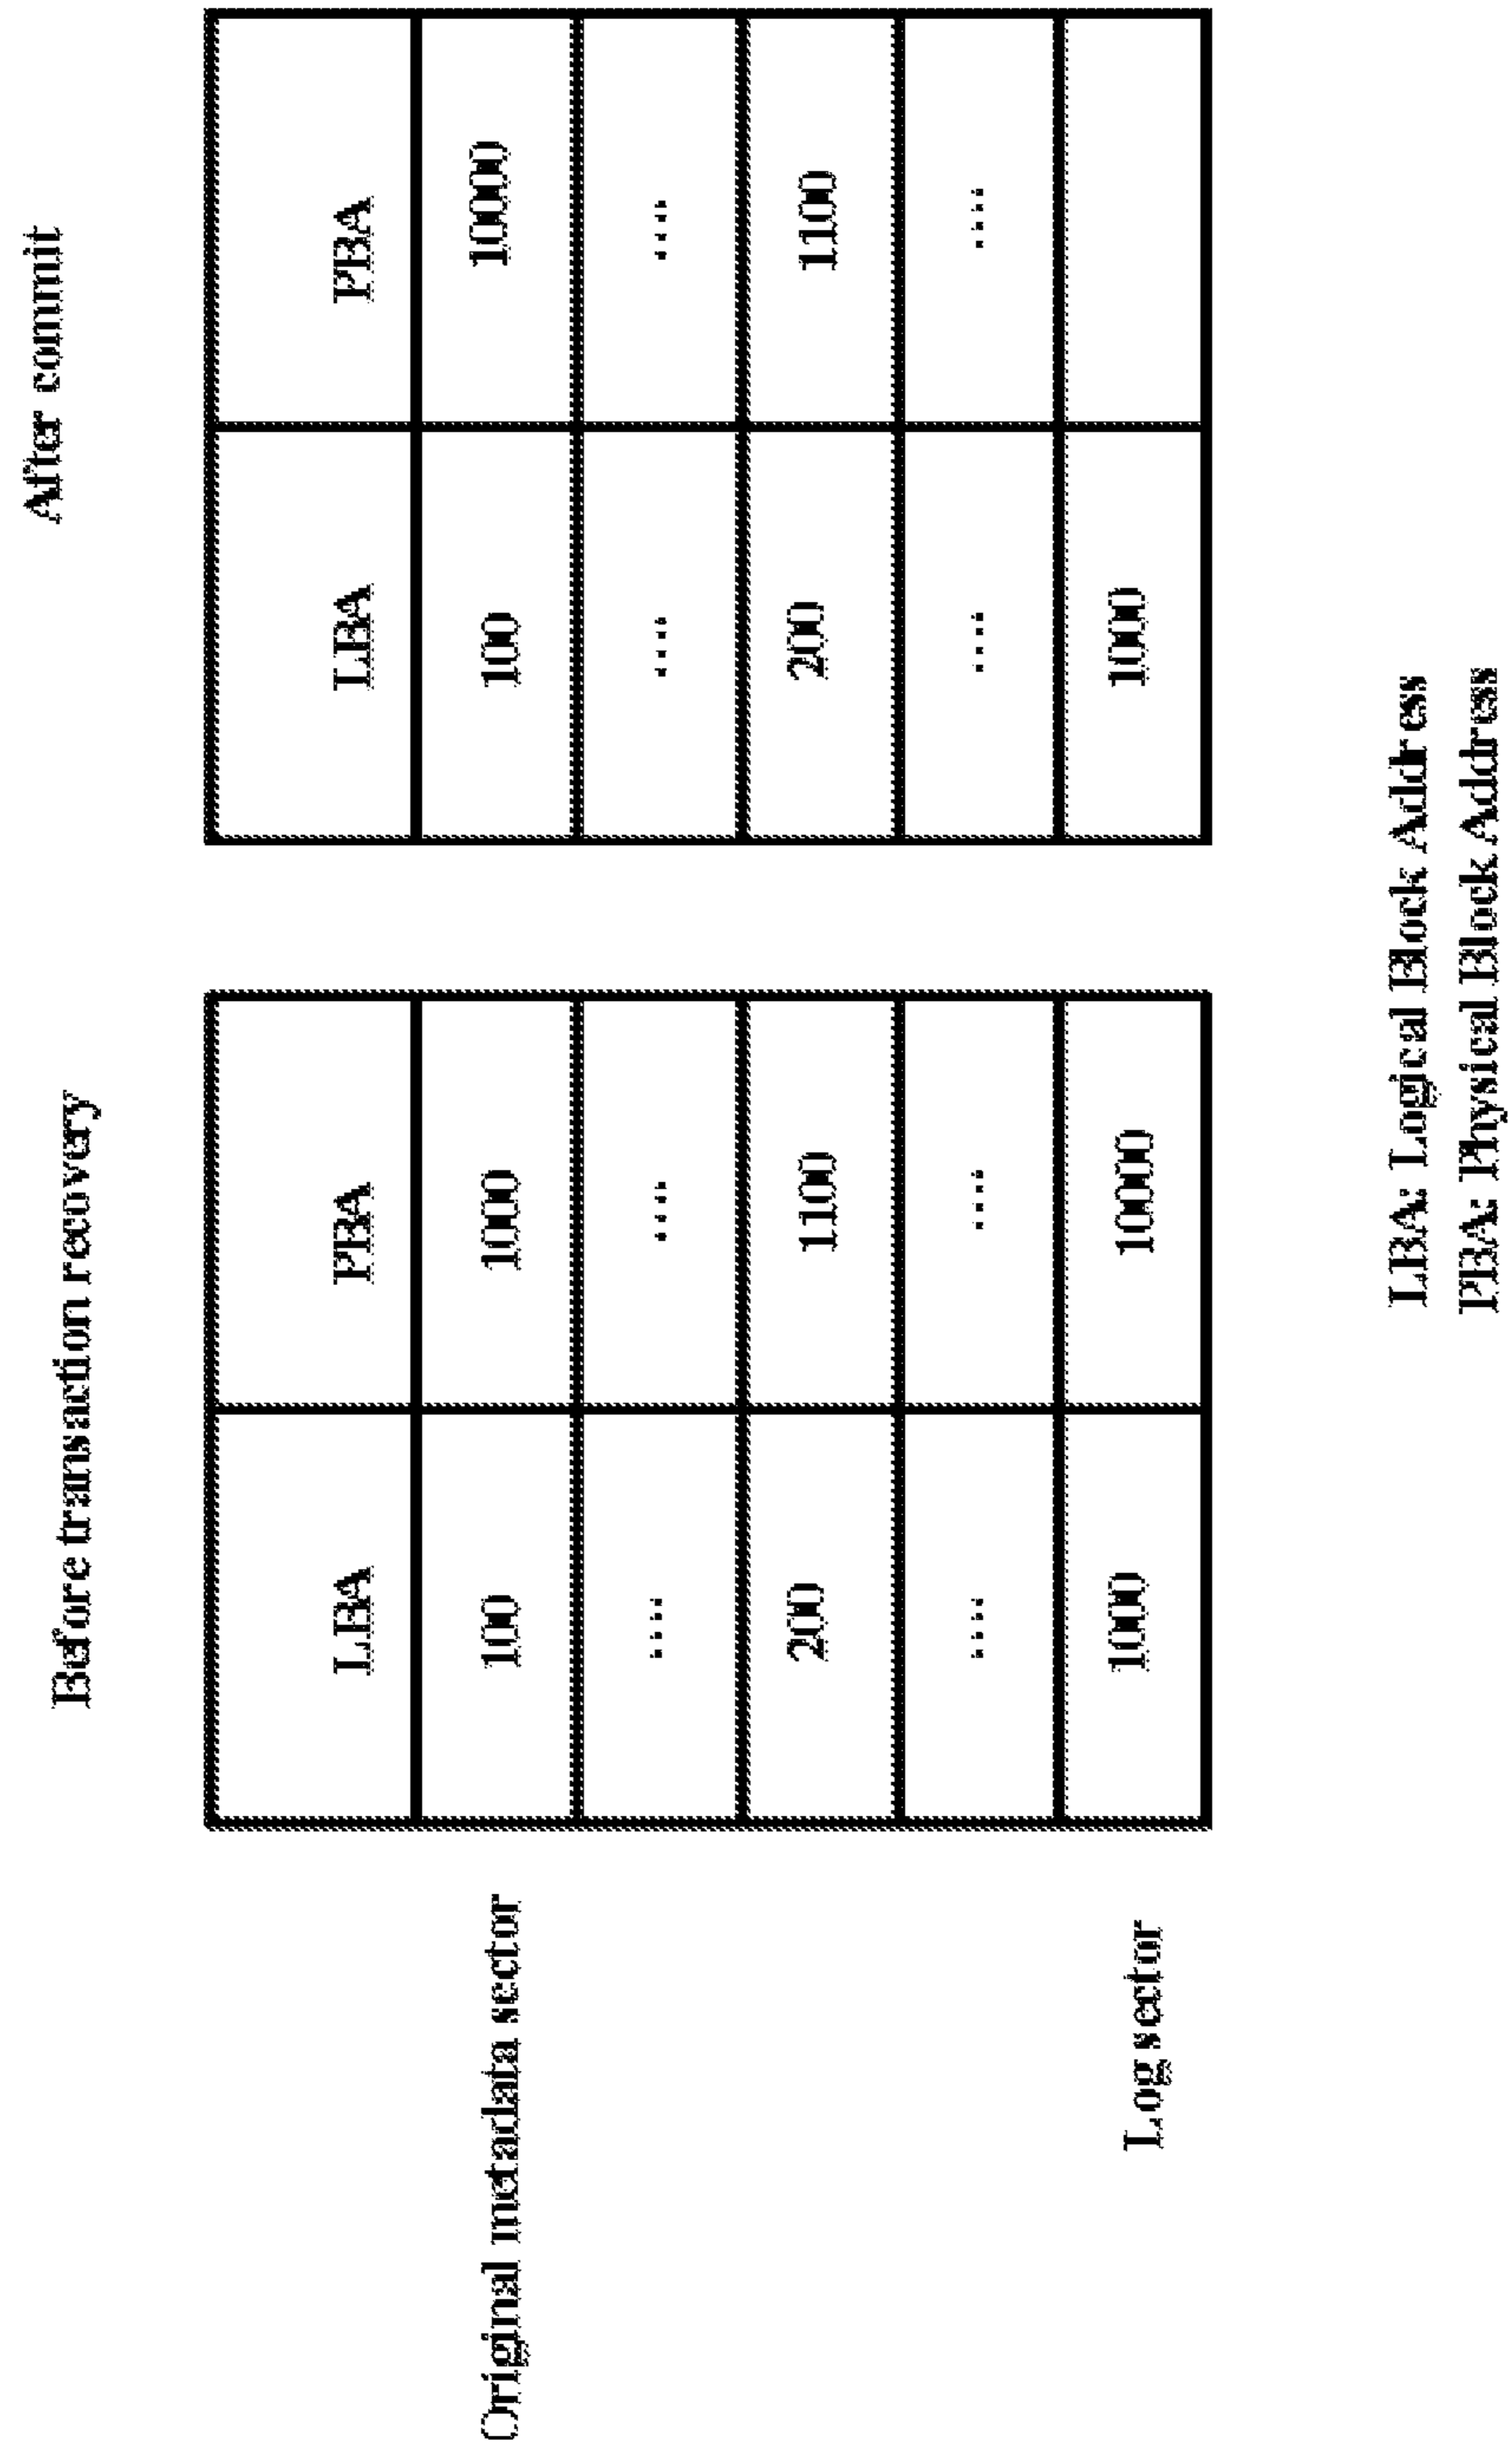 Before transaction recovery
After commit
LBA PBA LBA PBA
Original metadata sector 100 1000 100 10000
.... .... .... ....
200 1100 200 1100
.... .... .... ....
Log sector 1000 10000 1000
LBA: Logical Block Address
PBA: Physical Block Address